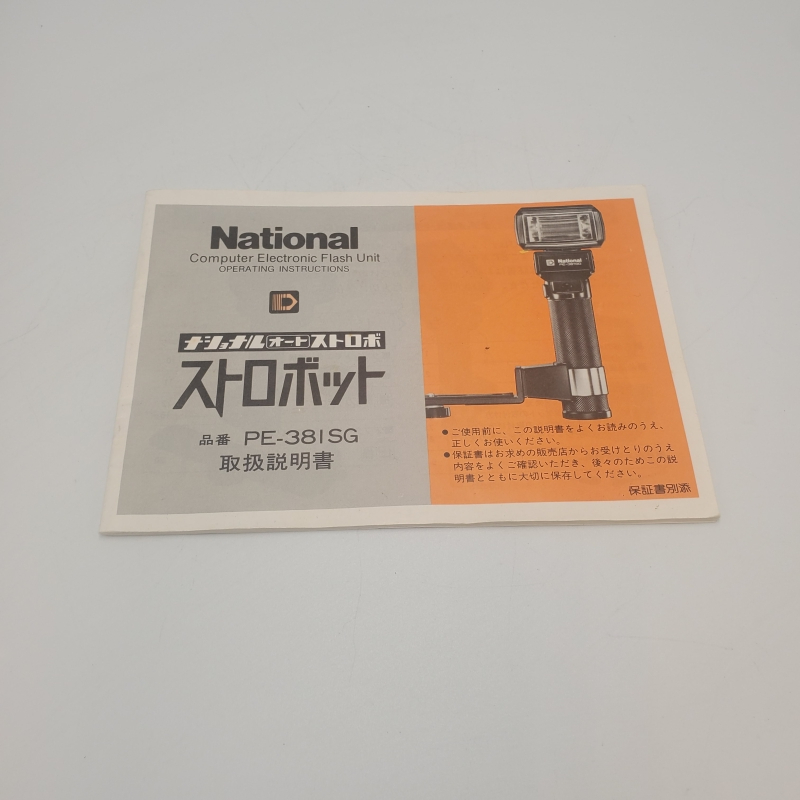 National
Computer Electronic Flash Unit
OPERATING INSTRUCTIONS
ナショナルオートストロボ
ストロボット
品番 PE-381SG
取扱説明書
National
●ご使用前に、この説明書をよくお読みのうえ、
正しくお使いください。
●保証書はお求めの販売店からお受けとりのうえ
内容をよくご確認いただき、後々のためこの説
明書とともに大切に保存してください。
保証書別添